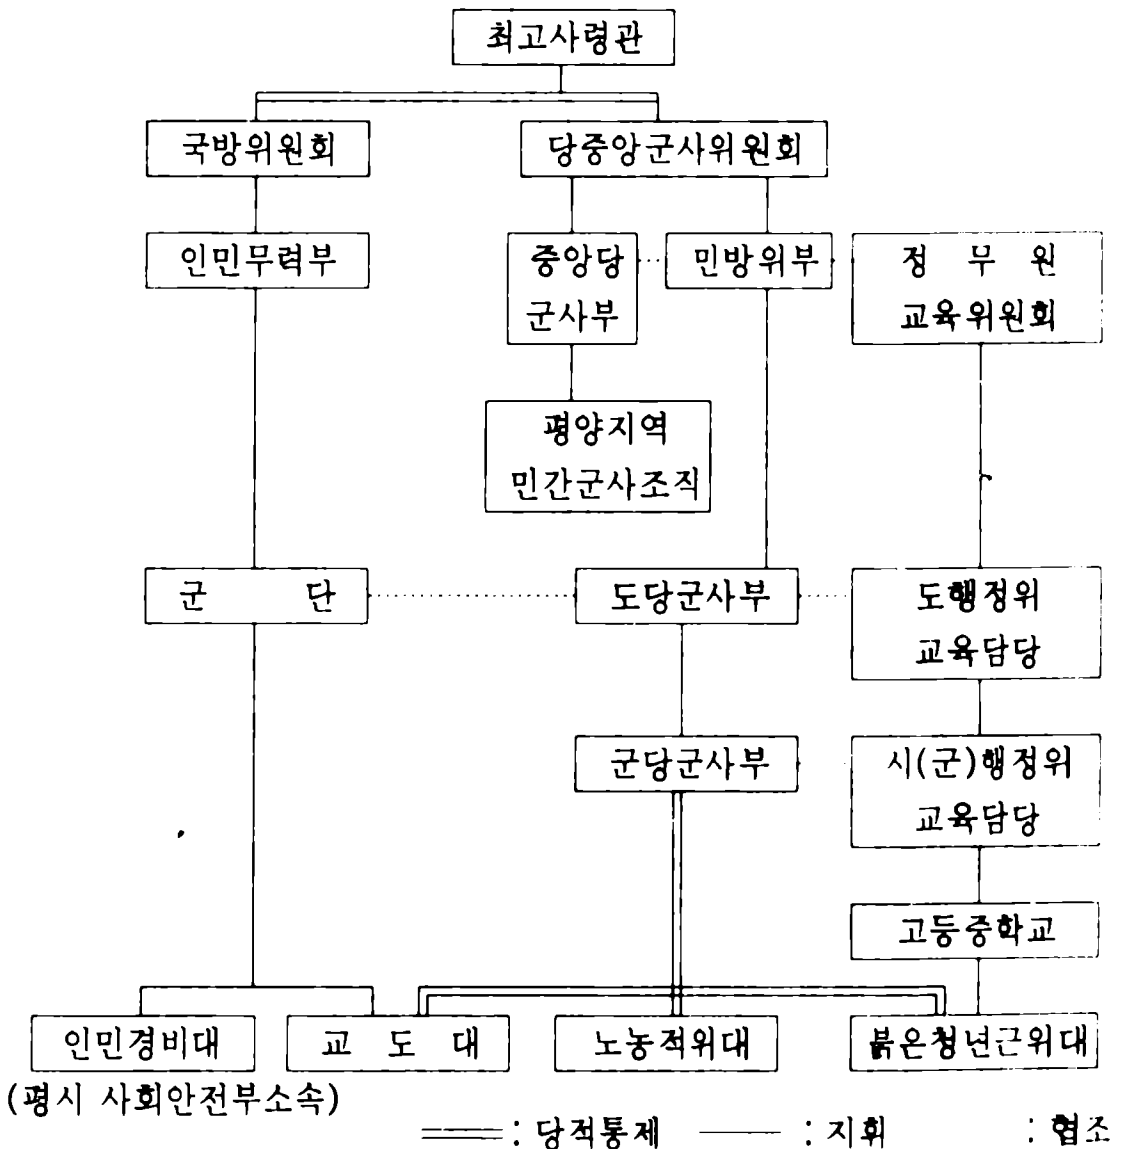 최고사령관
국방위원회 당중앙군사위원회
인민무력부 중앙당 민방위부 정 무 원
군사부 교육위원회
평양지역
민간군사조직
군 단 도당군사부 도행정위
교육담당
군당군사부 시(군)행정위
교육담당
고등중학교
인민경비대 교 도 대 노농적위대 붉은청년근위대
(평시 사회안전부소속)
: 당적통제 : 지휘 : 협조